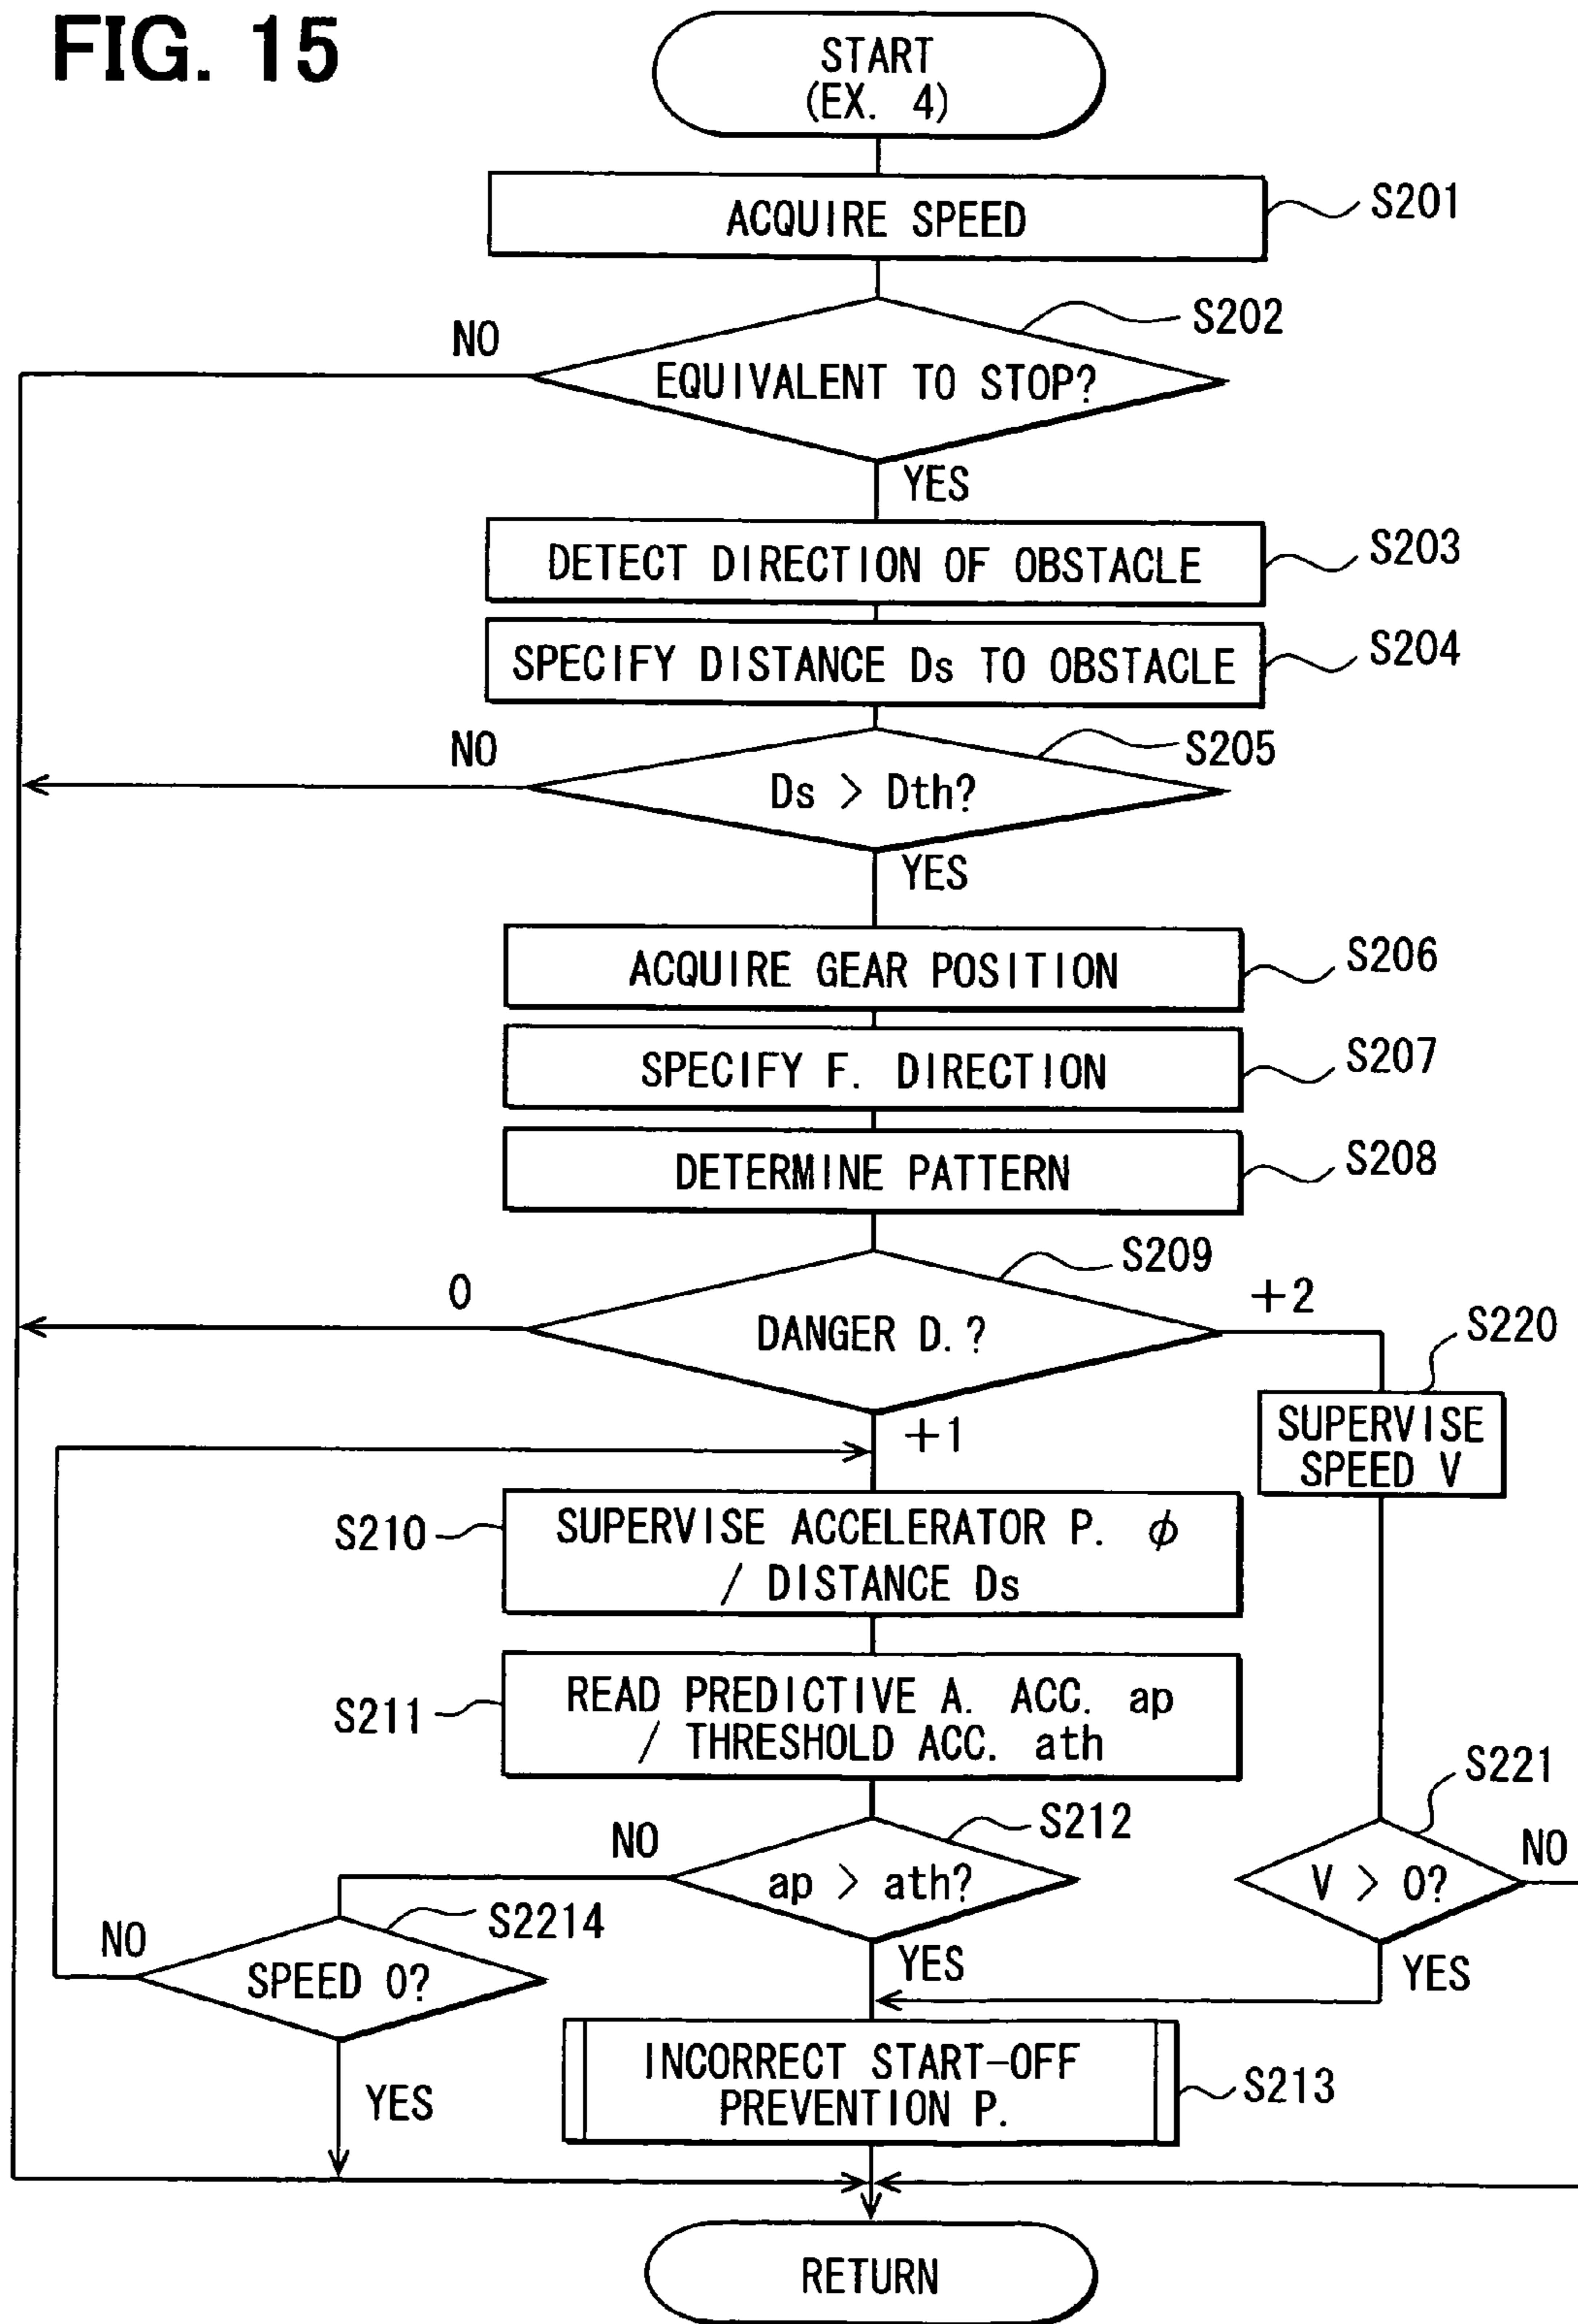 FIG. 15
START
(EX. 4)
ACQUIRE SPEED
S201
NO
S202
EQUIVALENT TO STOP?
YES
DETECT DIRECTION OF OBSTACLE
S203
SPECIFY DISTANCE Ds TO OBSTACLE
S204
NO
S205
Ds > Dth?
YES
ACQUIRE GEAR POSITION
S206
SPECIFY F. DIRECTION
S207
DETERMINE PATTERN
S208
0
S209
+2
DANGER D.?
S220
+1
SUPERVISE
SPEED V
S210
SUPERVISE ACCELERATOR P. ϕ
/ DISTANCE Ds
S211
READ PREDICTIVE A. ACC. ap
/ THRESHOLD ACC. ath
NO
S212
ap > ath?
S221
V > 0?
NO
NO
S2214
SPEED 0?
YES
YES
YES
INCORRECT START-OFF
PREVENTION P.
S213
RETURN